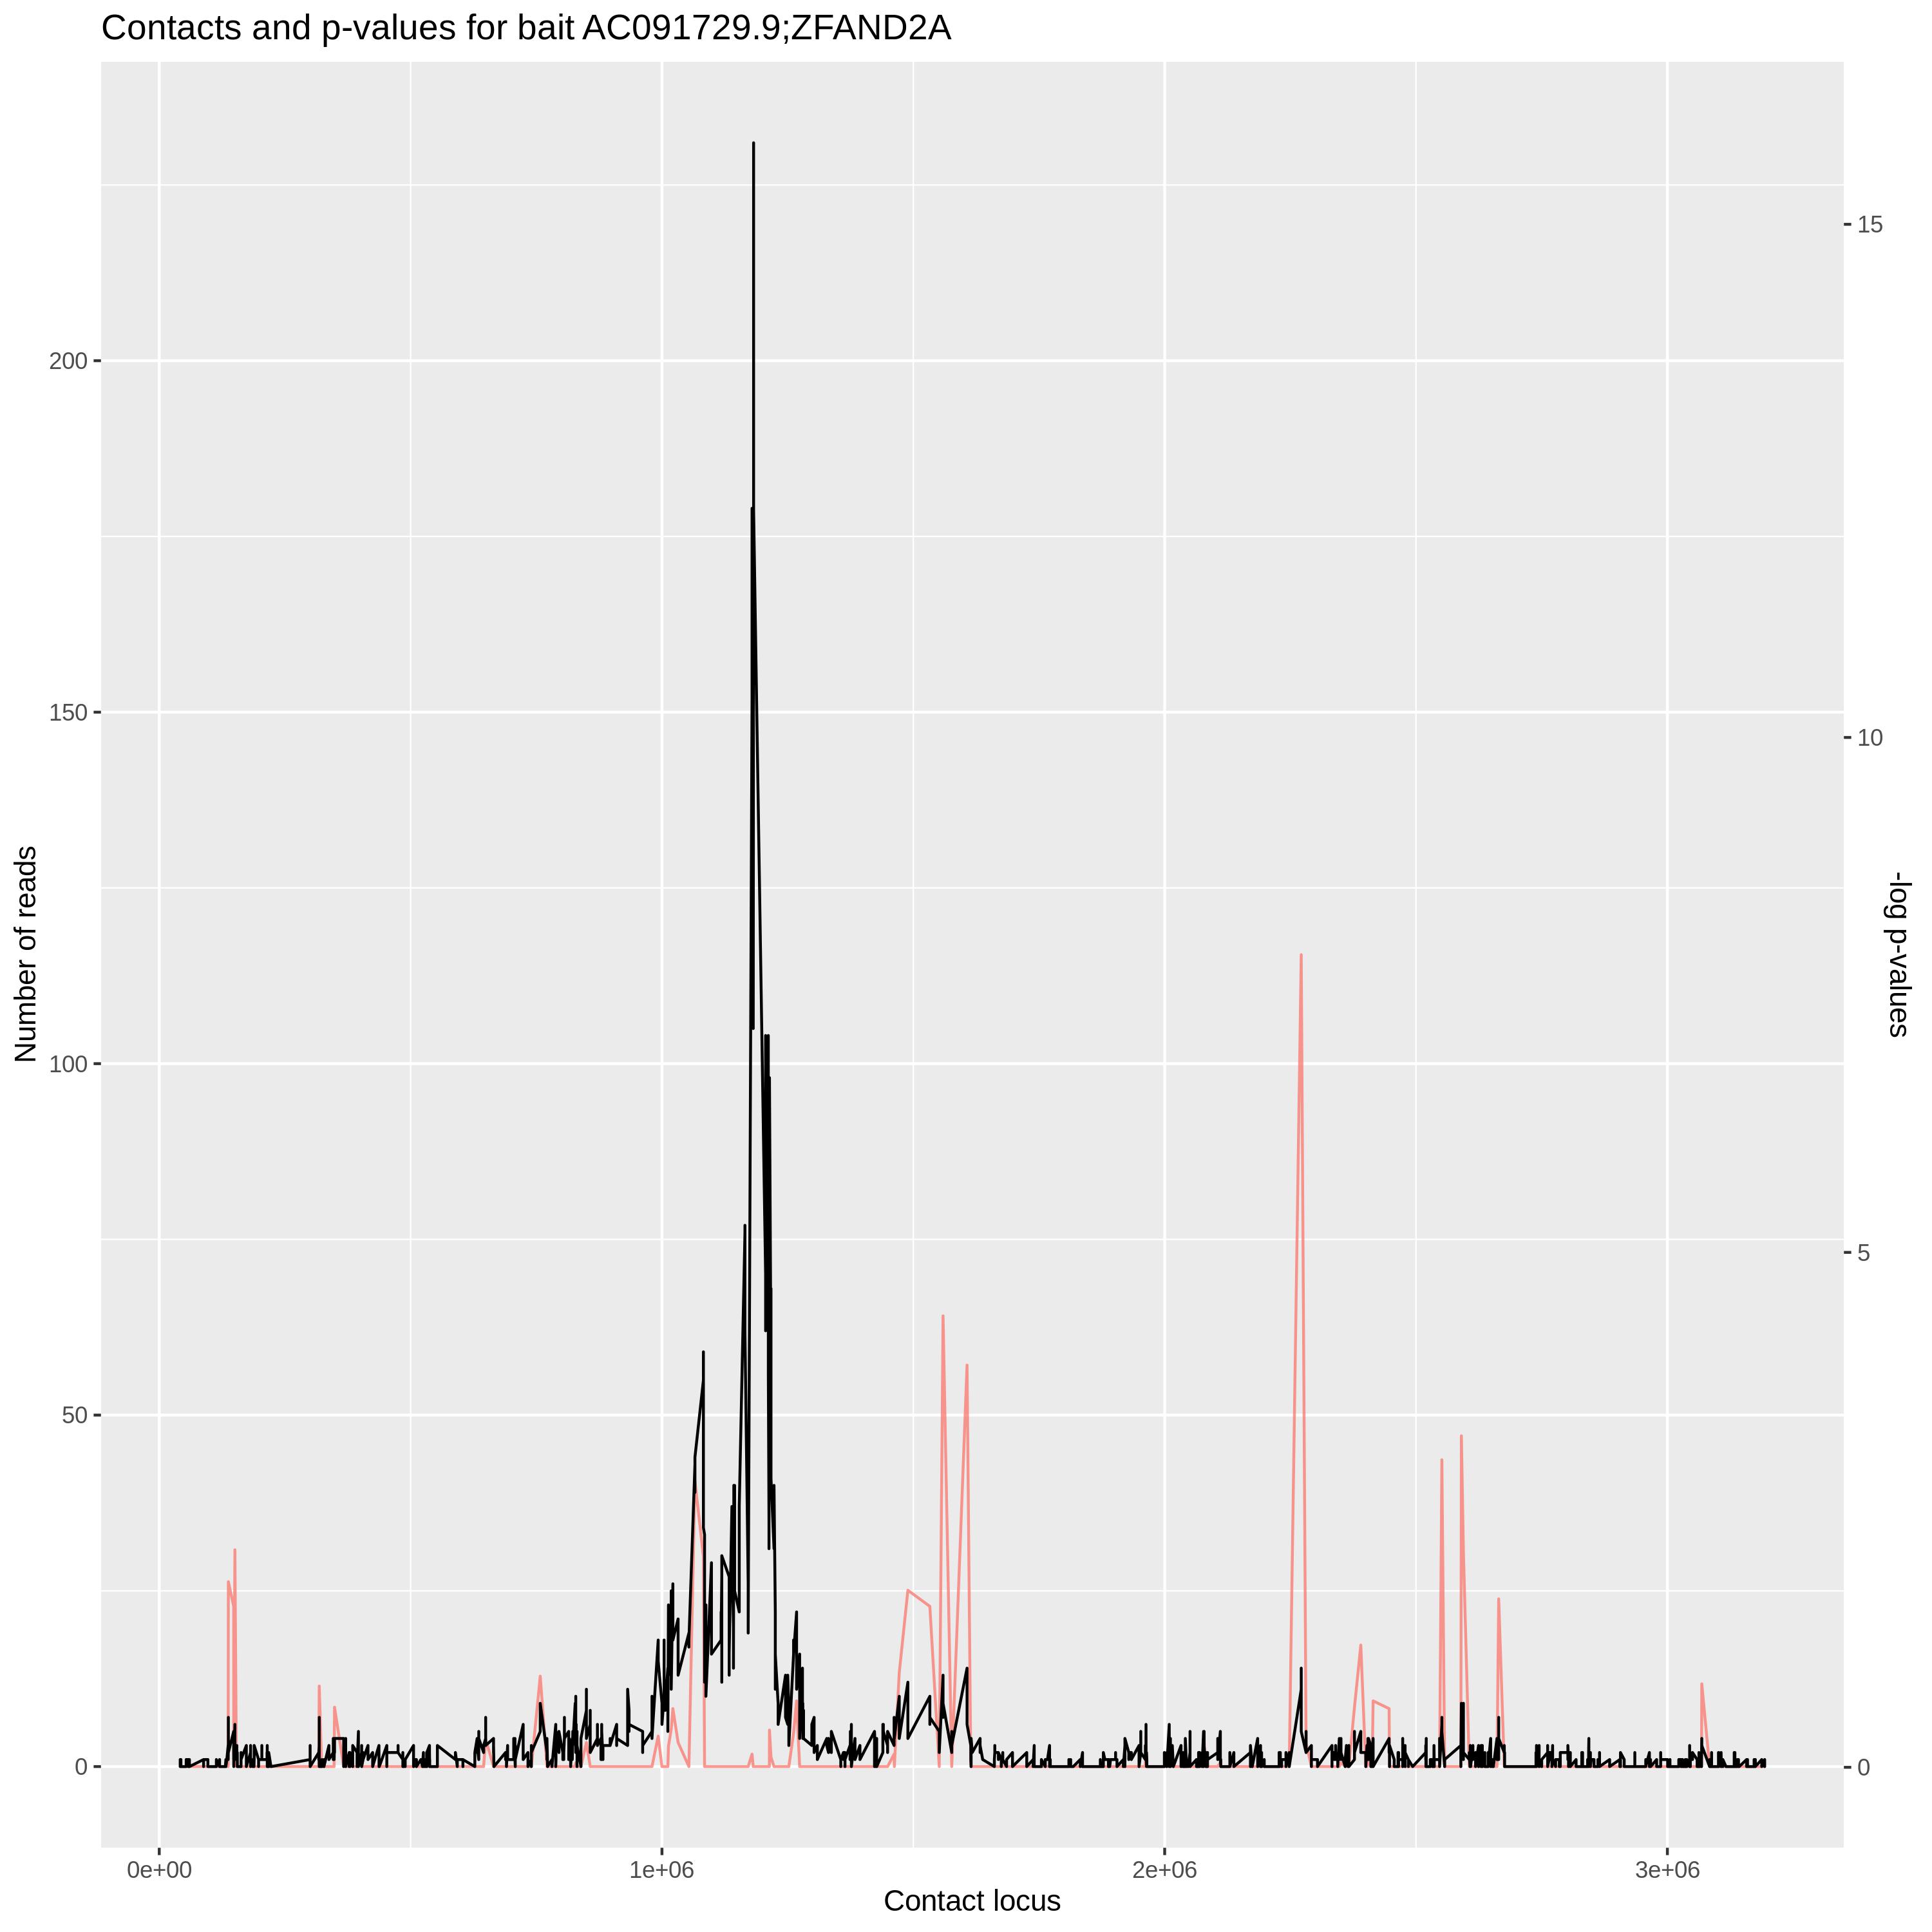 Contacts and p-values for bait AC091729.9;ZFAND2A
Number of reads
200
150
100
50
0
15
10
5
0
-log p-values
0e+00 1e+06 2e+06 3e+06
Contact locus